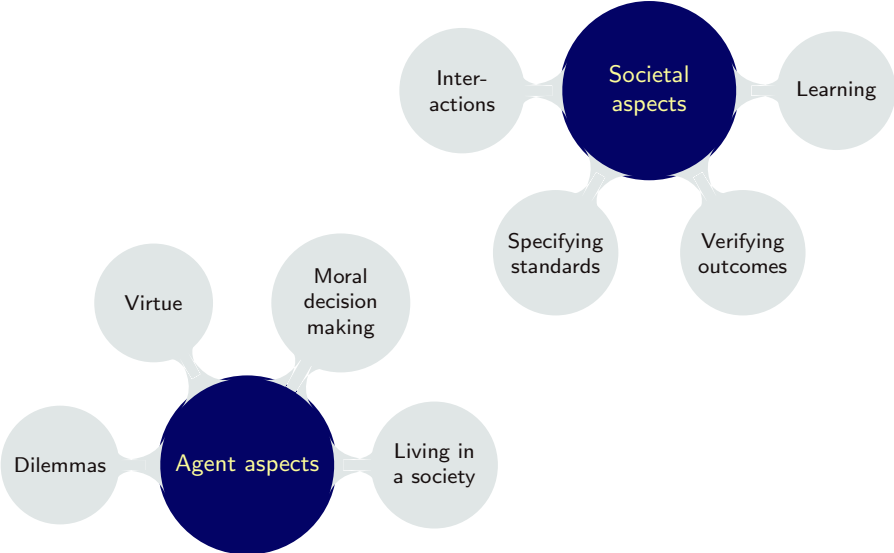 Societal
aspects
Inter-
actions
Learning
Specifying
standards
Verifying
outcomes
Moral
decision
making
Virtue
Agent aspects
Dilemmas
Living in
a society